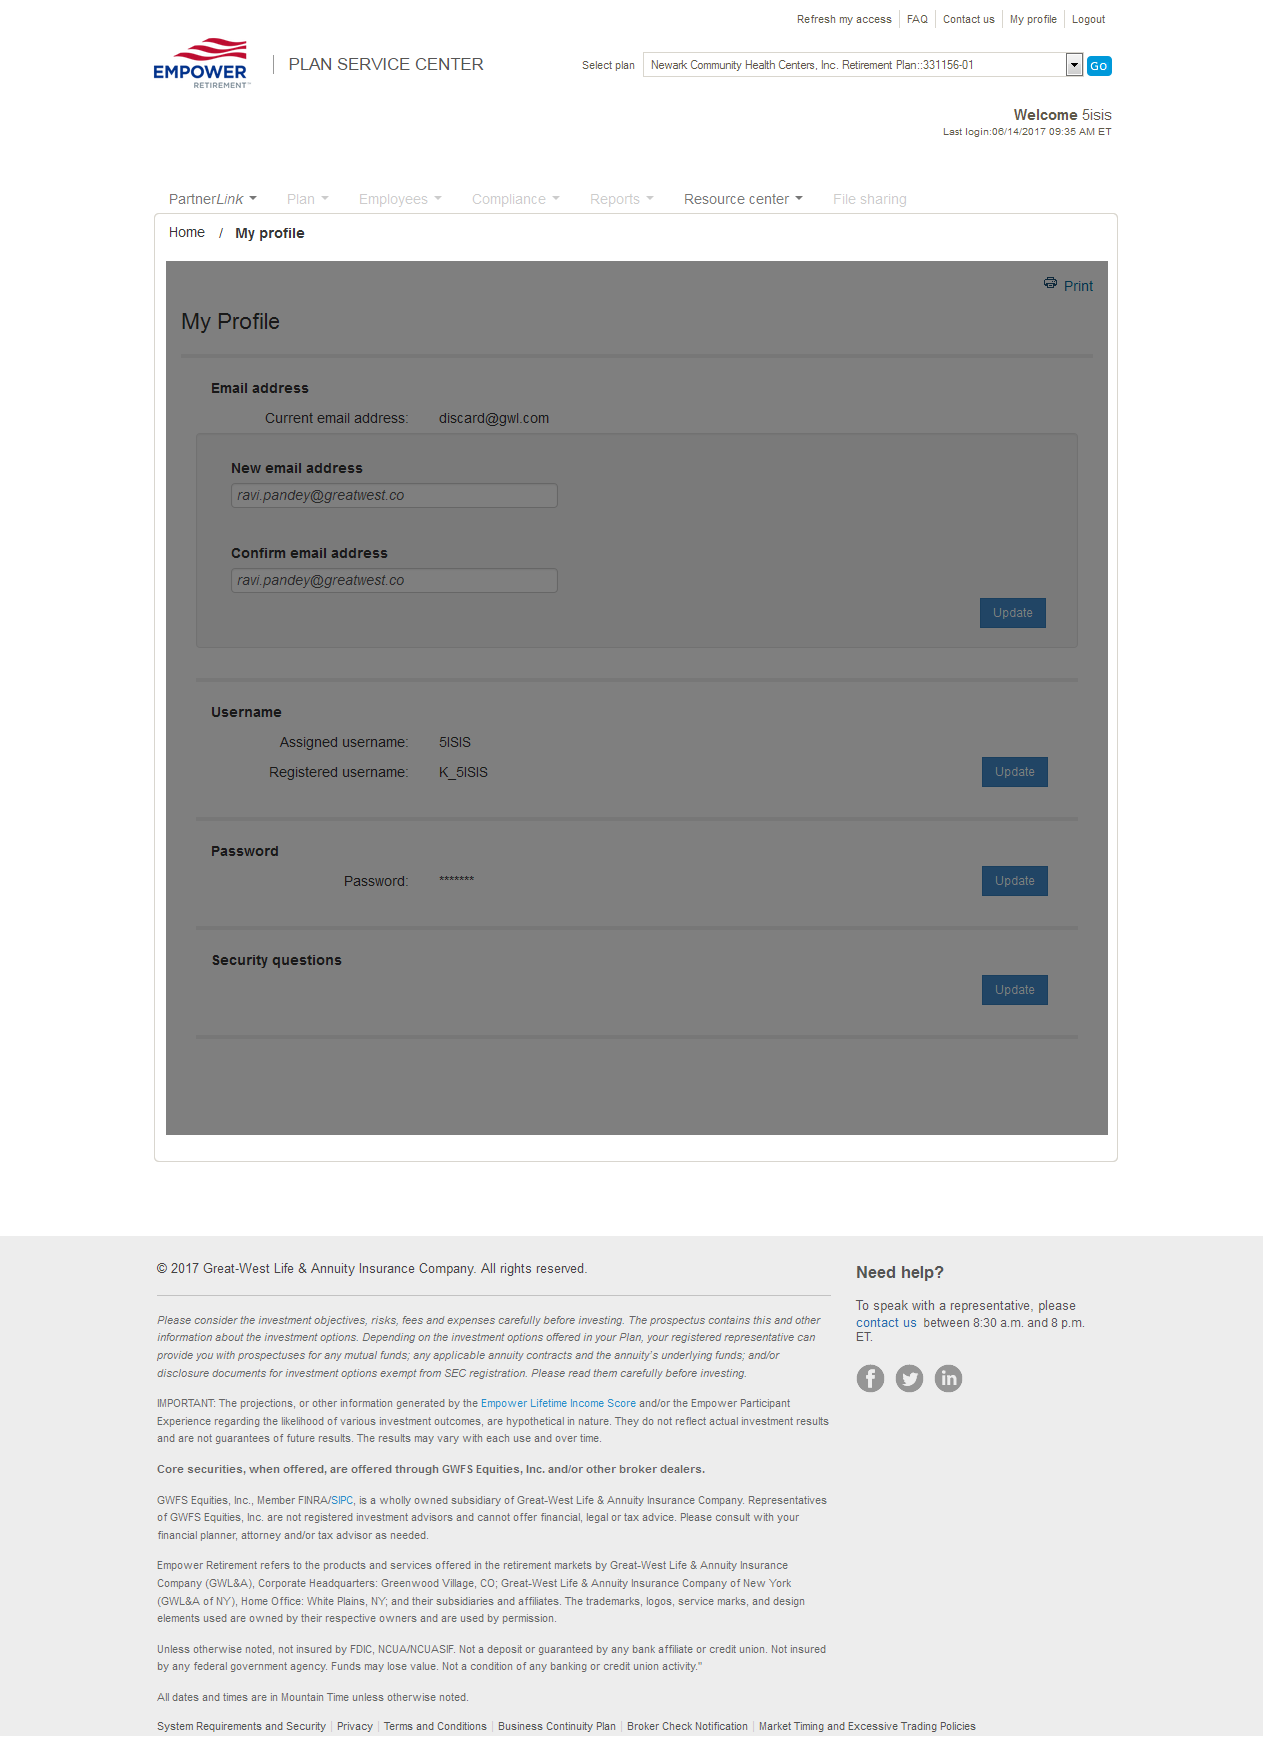 Refresh my access FAQ Contact us My profile Logout
EMPOWER
RETIREMENT™
PLAN SERVICE CENTER
Select plan Newark Community Health Centers, Inc. Retirement Plan::331156-01 Go
Welcome 5isis
Last login:06/14/2017 09:35 AM ET
PartnerLink Plan Employees Compliance Reports Resource center File sharing
Home / My profile
Print
My Profile
Email address
Current email address: discard@gwl.com
New email address
ravi.pandey@greatwest.co
Confirm email address
ravi.pandey@greatwest.co
Update
Username
Assigned username: 5ISIS
Registered username: K_5ISIS Update
Password
Password: ******* Update
Security questions
Update
© 2017 Great-West Life & Annuity Insurance Company. All rights reserved.
Please consider the investment objectives, risks, fees and expenses carefully before investing. The prospectus contains this and other
information about the investment options. Depending on the investment options offered in your Plan, your registered representative can
provide you with prospectuses for any mutual funds; any applicable annuity contracts and the annuity's underlying funds; and/or
disclosure documents for investment options exempt from SEC registration. Please read them carefully before investing.
IMPORTANT: The projections, or other information generated by the Empower Lifetime Income Score and/or the Empower Participant
Experience regarding the likelihood of various investment outcomes, are hypothetical in nature. They do not reflect actual investment results
and are not guarantees of future results. The results may vary with each use and over time.
Core securities, when offered, are offered through GWFS Equities, Inc. and/or other broker dealers.
GWFS Equities, Inc., Member FINRA/SIPC, is a wholly owned subsidiary of Great-West Life & Annuity Insurance Company. Representatives
of GWFS Equities, Inc. are not registered investment advisors and cannot offer financial, legal or tax advice. Please consult with your
financial planner, attorney and/or tax advisor as needed.
Empower Retirement refers to the products and services offered in the retirement markets by Great-West Life & Annuity Insurance
Company (GWL&A), Corporate Headquarters: Greenwood Village, CO; Great-West Life & Annuity Insurance Company of New York
(GWL&A of NY), Home Office: White Plains, NY; and their subsidiaries and affiliates. The trademarks, logos, service marks, and design
elements used are owned by their respective owners and are used by permission.
Unless otherwise noted, not insured by FDIC, NCUA/NCUASIF. Not a deposit or guaranteed by any bank affiliate or credit union. Not insured
by any federal government agency. Funds may lose value. Not a condition of any banking or credit union activity."
All dates and times are in Mountain Time unless otherwise noted.
System Requirements and Security Privacy Terms and Conditions Business Continuity Plan Broker Check Notification Market Timing and Excessive Trading Policies
Need help?
To speak with a representative, please
contact us between 8:30 a.m. and 8 p.m.
ET.